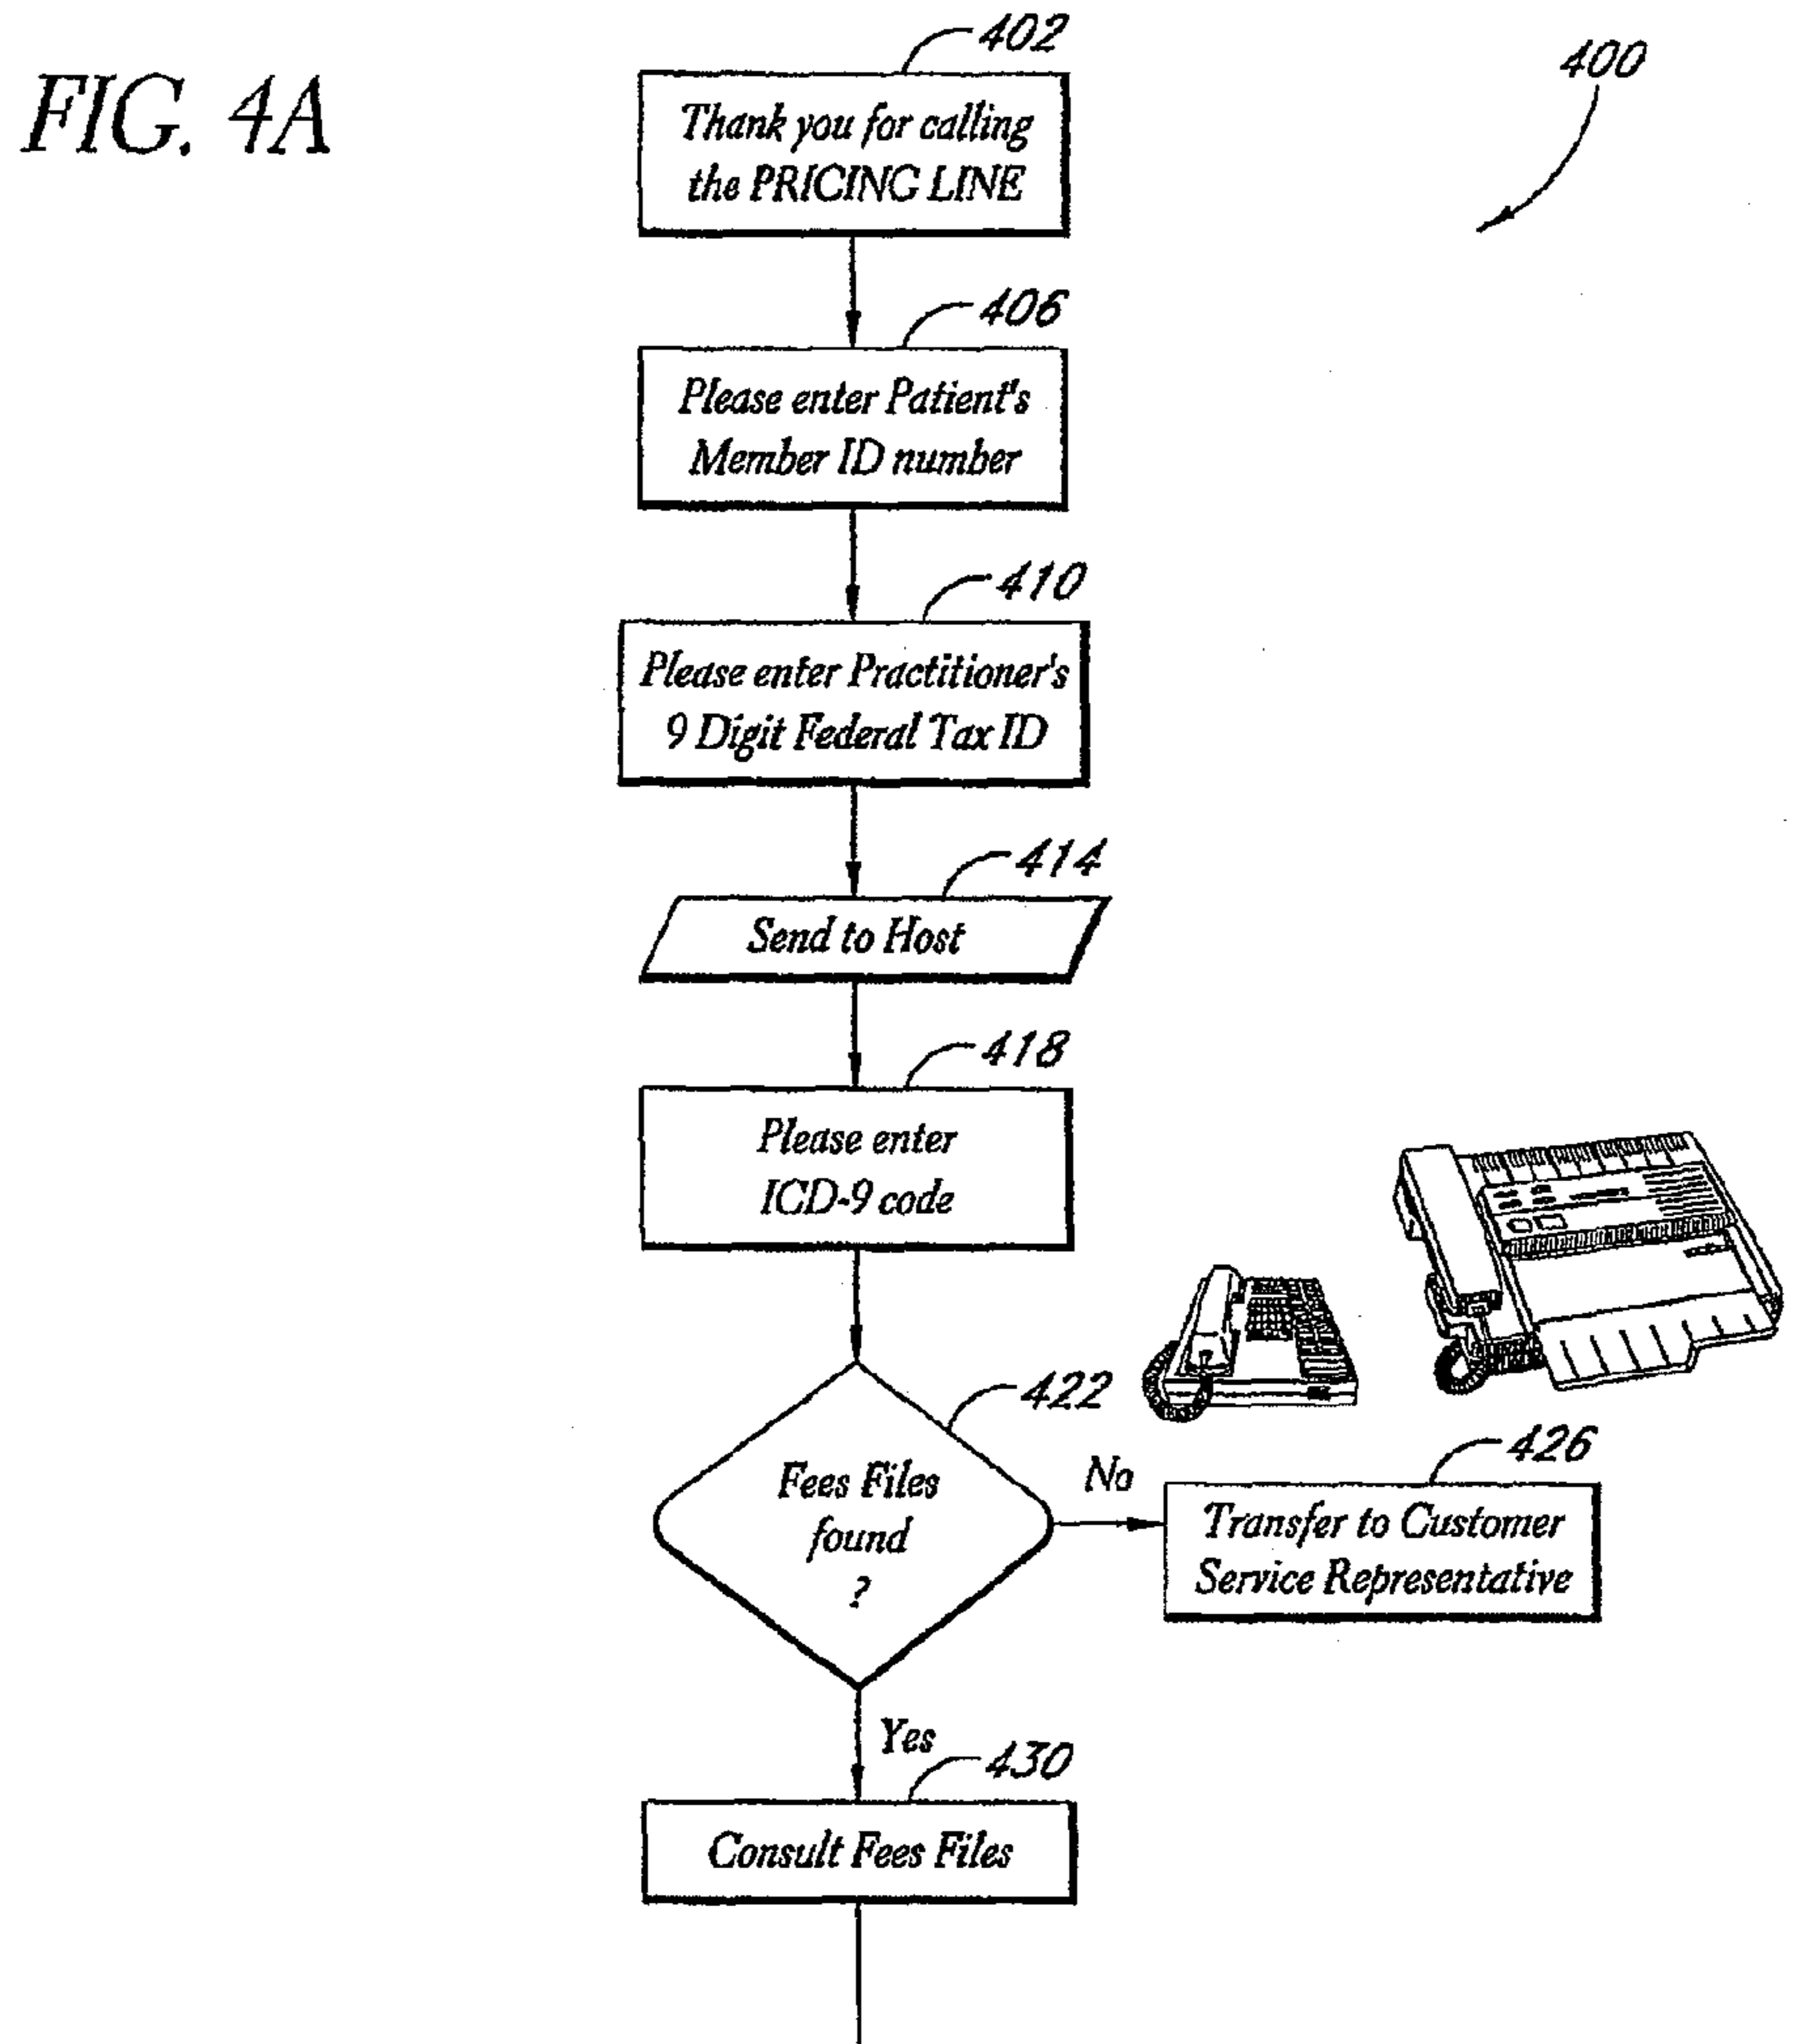 FIG. 4A
402
400
Thank you for calling
the PRICING LINE
406
Please enter Patient's
Member ID number
410
Please enter Practitioner's
9 Digit Federal Tax ID
414
Send to Host
418
Please enter
ICD-9 code
422
Fees Files
found
?
No
426
Transfer to Customer
Service Representative
Yes
430
Consult Fees Files